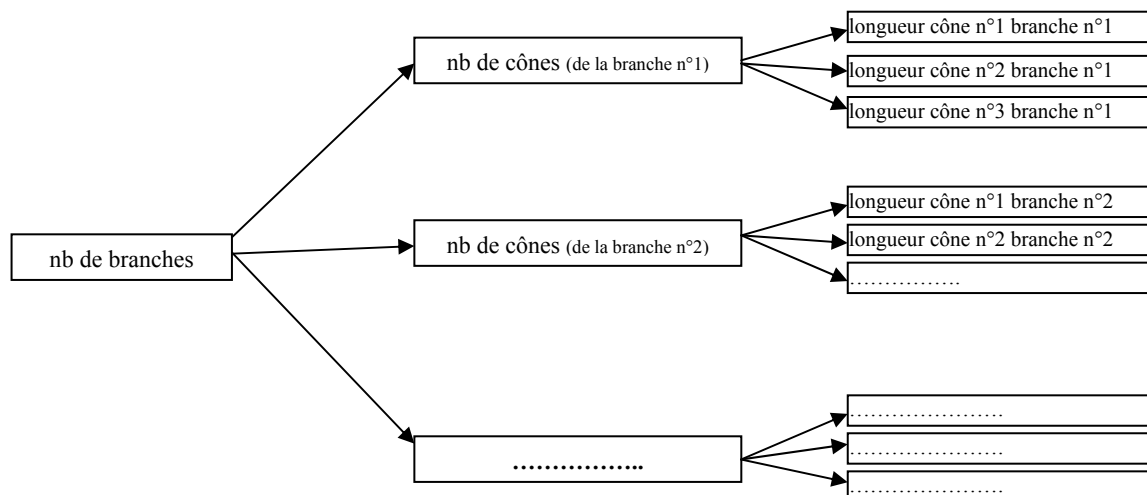 nb de branches
nb de cônes (de la branche n°1)
longueur cône n°1 branche n°1
longueur cône n°2 branche n°1
longueur cône n°3 branche n°1
nb de cônes (de la branche n°2)
longueur cône n°1 branche n°2
longueur cône n°2 branche n°2
……………
……………..
…………………
…………………
…………………